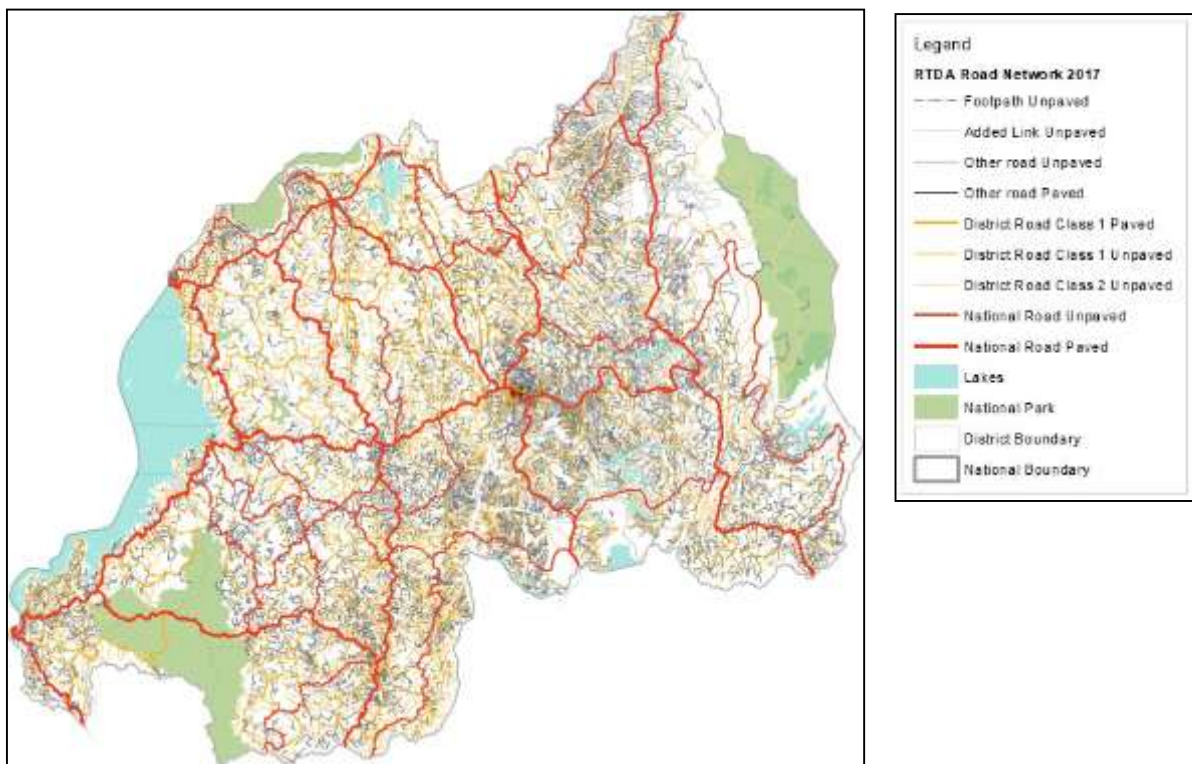 Legend
RTDA Road Network 2017
Footpath Unpaved
Added Link Unpaved
Other road Unpaved
Other road Paved
District Road Class 1 Paved
District Road Class 1 Unpaved
District Road Class 2 Unpaved
National Road Unpaved
National Road Paved
Lakes
National Park
District Boundary
National Boundary